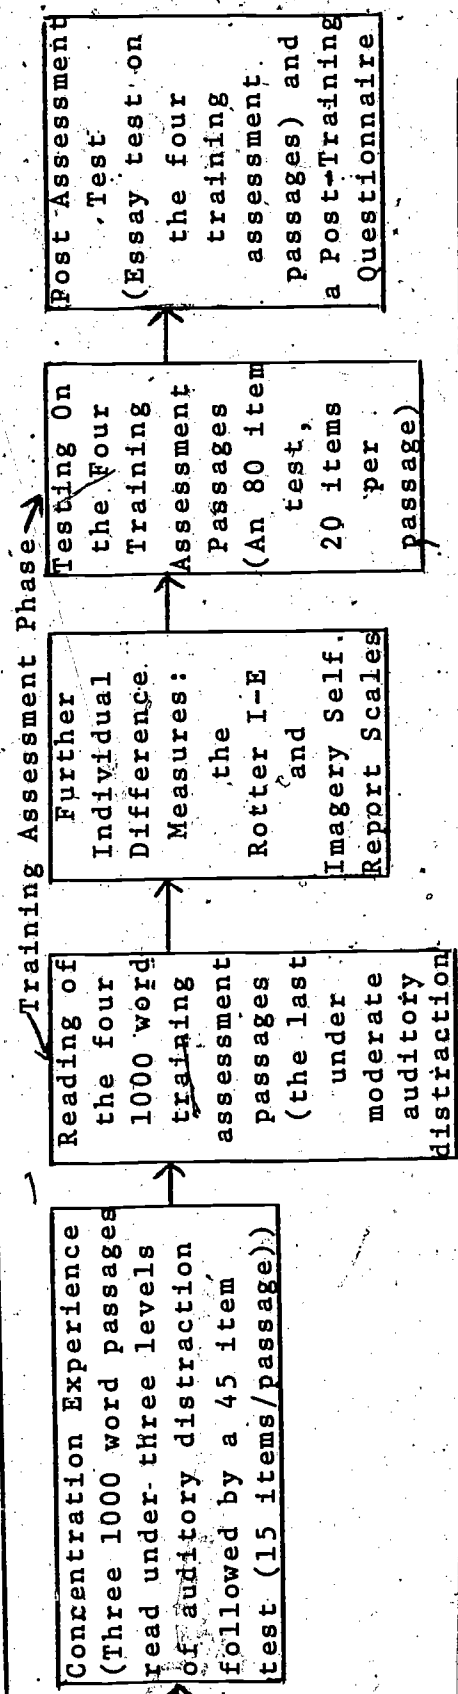 Training Assessment Phase
Concentration Experience
(Three 1000 word passages
read under three levels
of auditory distraction
followed by a 45 item
test (15 items/passage))
Reading of
the four
1000 word
training
assessment
passages
(the last
under
moderate
auditory
distraction
Further
Individual
Difference
Measures:
the
Rotter I-E
and
Imagery Self.
Report Scales
Testing On
the Four
Training
Assessment
Passages
(An 80 item
test,
20 items
per
passage)
Post Assessment
Test
(Essay test on
the four
training
assessment.
passages) and
a Post-Training
Questionnaire